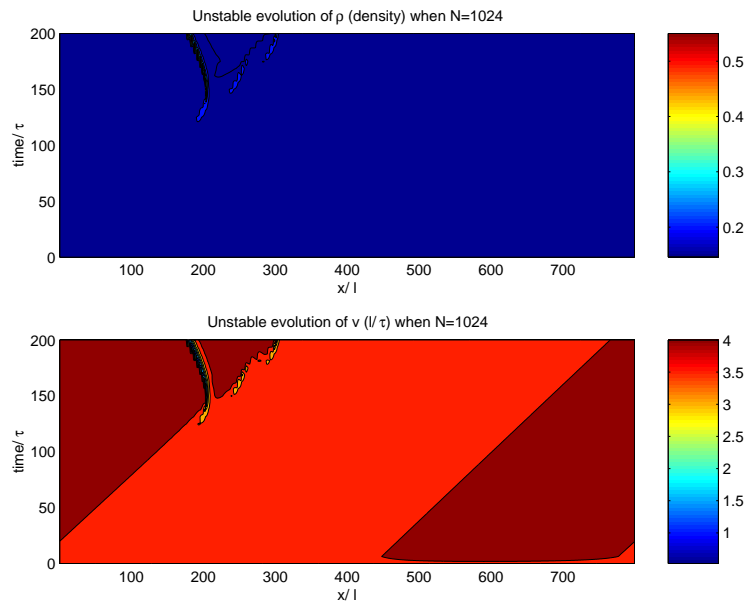 Unstable evolution of ρ (density) when N=1024
200
150
100
50
0
time/ τ
100 200 300 400 500 600 700
x/ l
0.5
0.4
0.3
0.2
Unstable evolution of v (l/ τ) when N=1024
200
150
100
50
0
time/ τ
100 200 300 400 500 600 700
x/ l
4
3.5
3
2.5
2
1.5
1